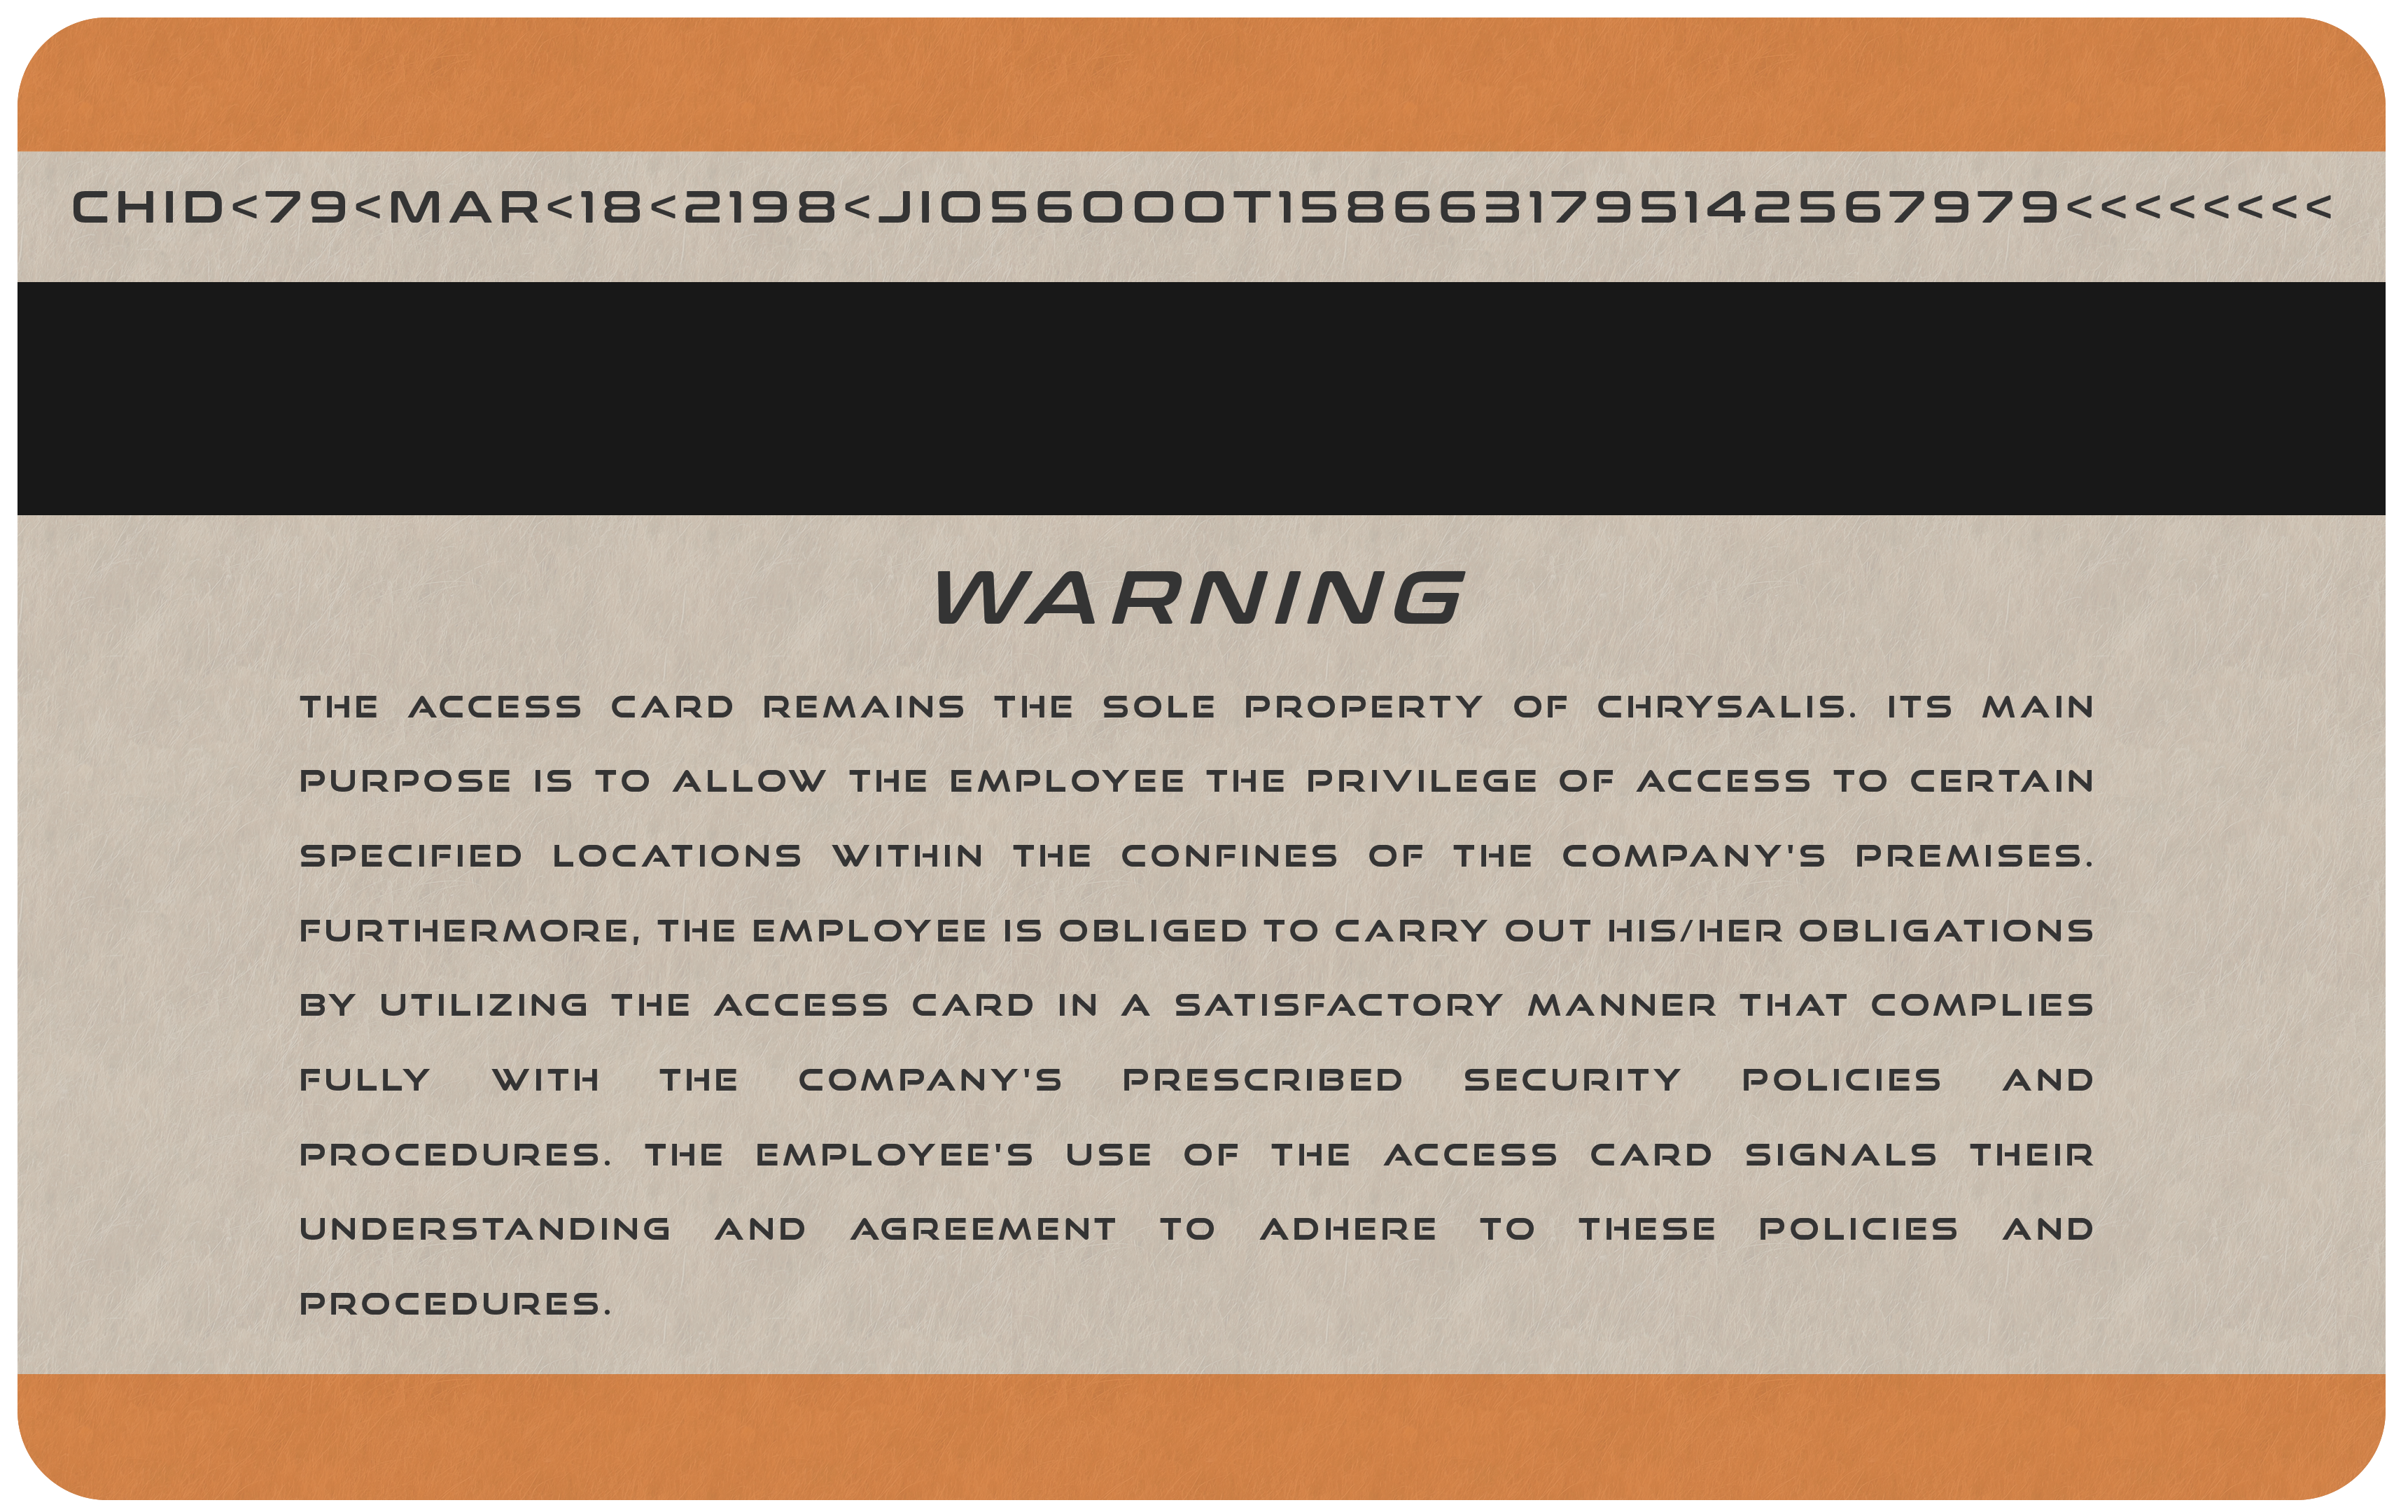 CHID<79<MAR<18<2198<JI056000T1586631795142567979<<<<<<<<
WARNING
THE ACCESS CARD REMAINS THE SOLE PROPERTY OF CHRYSALIS. ITS MAIN
PURPOSE IS TO ALLOW THE EMPLOYEE THE PRIVILEGE OF ACCESS TO CERTAIN
SPECIFIED LOCATIONS WITHIN THE CONFINES OF THE COMPANY'S PREMISES.
FURTHERMORE, THE EMPLOYEE IS OBLIGED TO CARRY OUT HIS/HER OBLIGATIONS
BY UTILIZING THE ACCESS CARD IN A SATISFACTORY MANNER THAT COMPLIES
FULLY WITH THE COMPANY'S PRESCRIBED SECURITY POLICIES AND
PROCEDURES. THE EMPLOYEE'S USE OF THE ACCESS CARD SIGNALS THEIR
UNDERSTANDING AND AGREEMENT TO ADHERE TO THESE POLICIES AND
PROCEDURES.